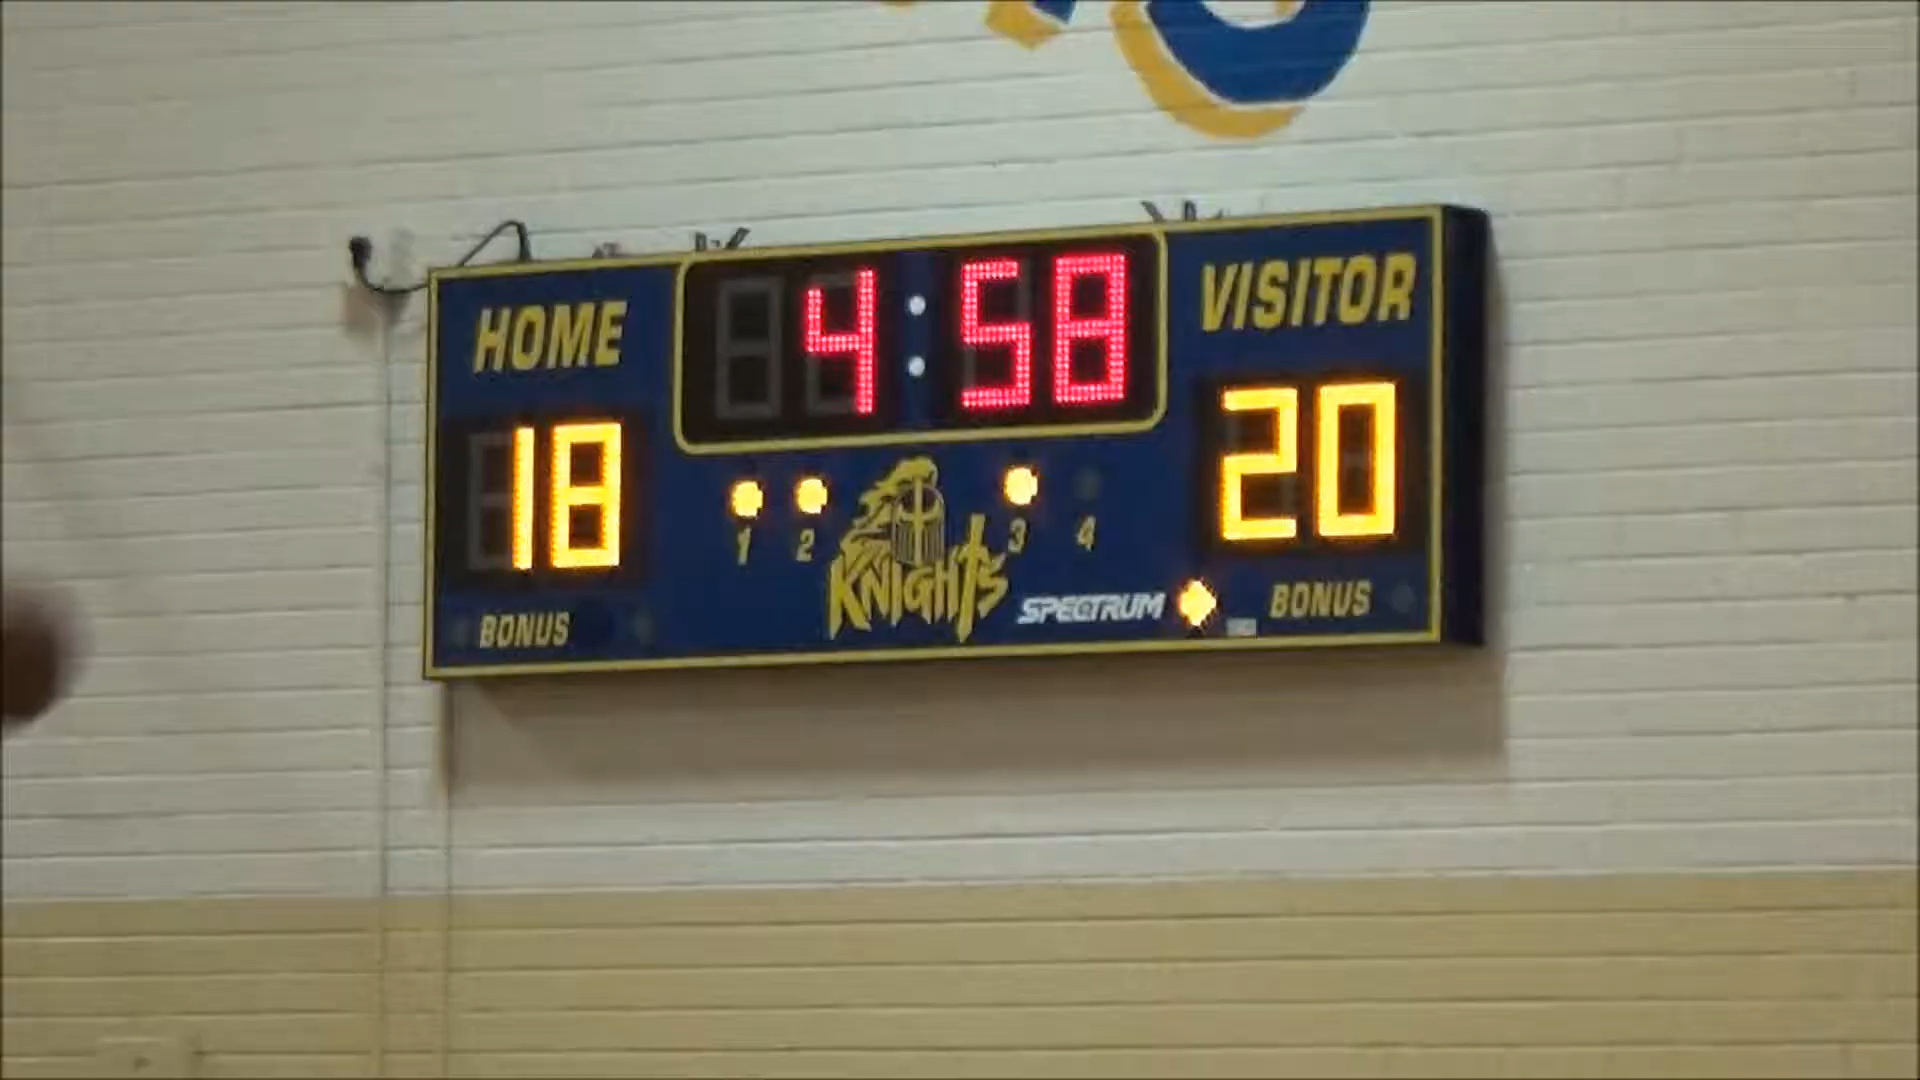 HOME
4:58
VISITOR
18
20
1 2 3 4
KNIGHTS
SPECTRUM
BONUS
BONUS